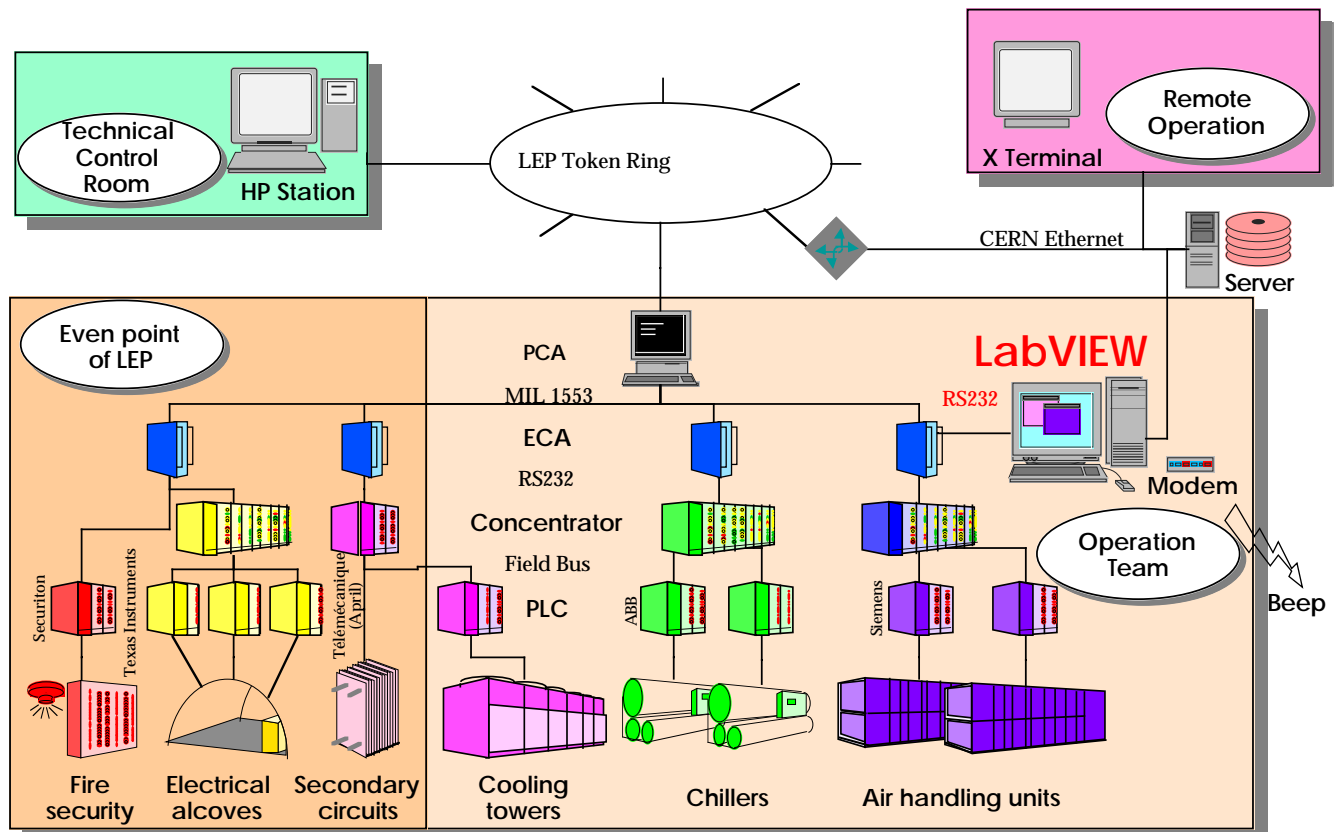 Technical
Control
Room
HP Station
LEP Token Ring
X Terminal
Remote
Operation
CERN Ethernet
Server
Even point
of LEP
PCA
MIL 1553
ECA
RS232
Concentrator
Field Bus
PLC
LabVIEW
RS232
Modem
Operation
Team
Beep
Securiton
Texas Instruments
Télémécanique
(April)
ABB
Siemens
Fire
security
Electrical
alcoves
Secondary
circuits
Cooling
towers
Chillers
Air handling units